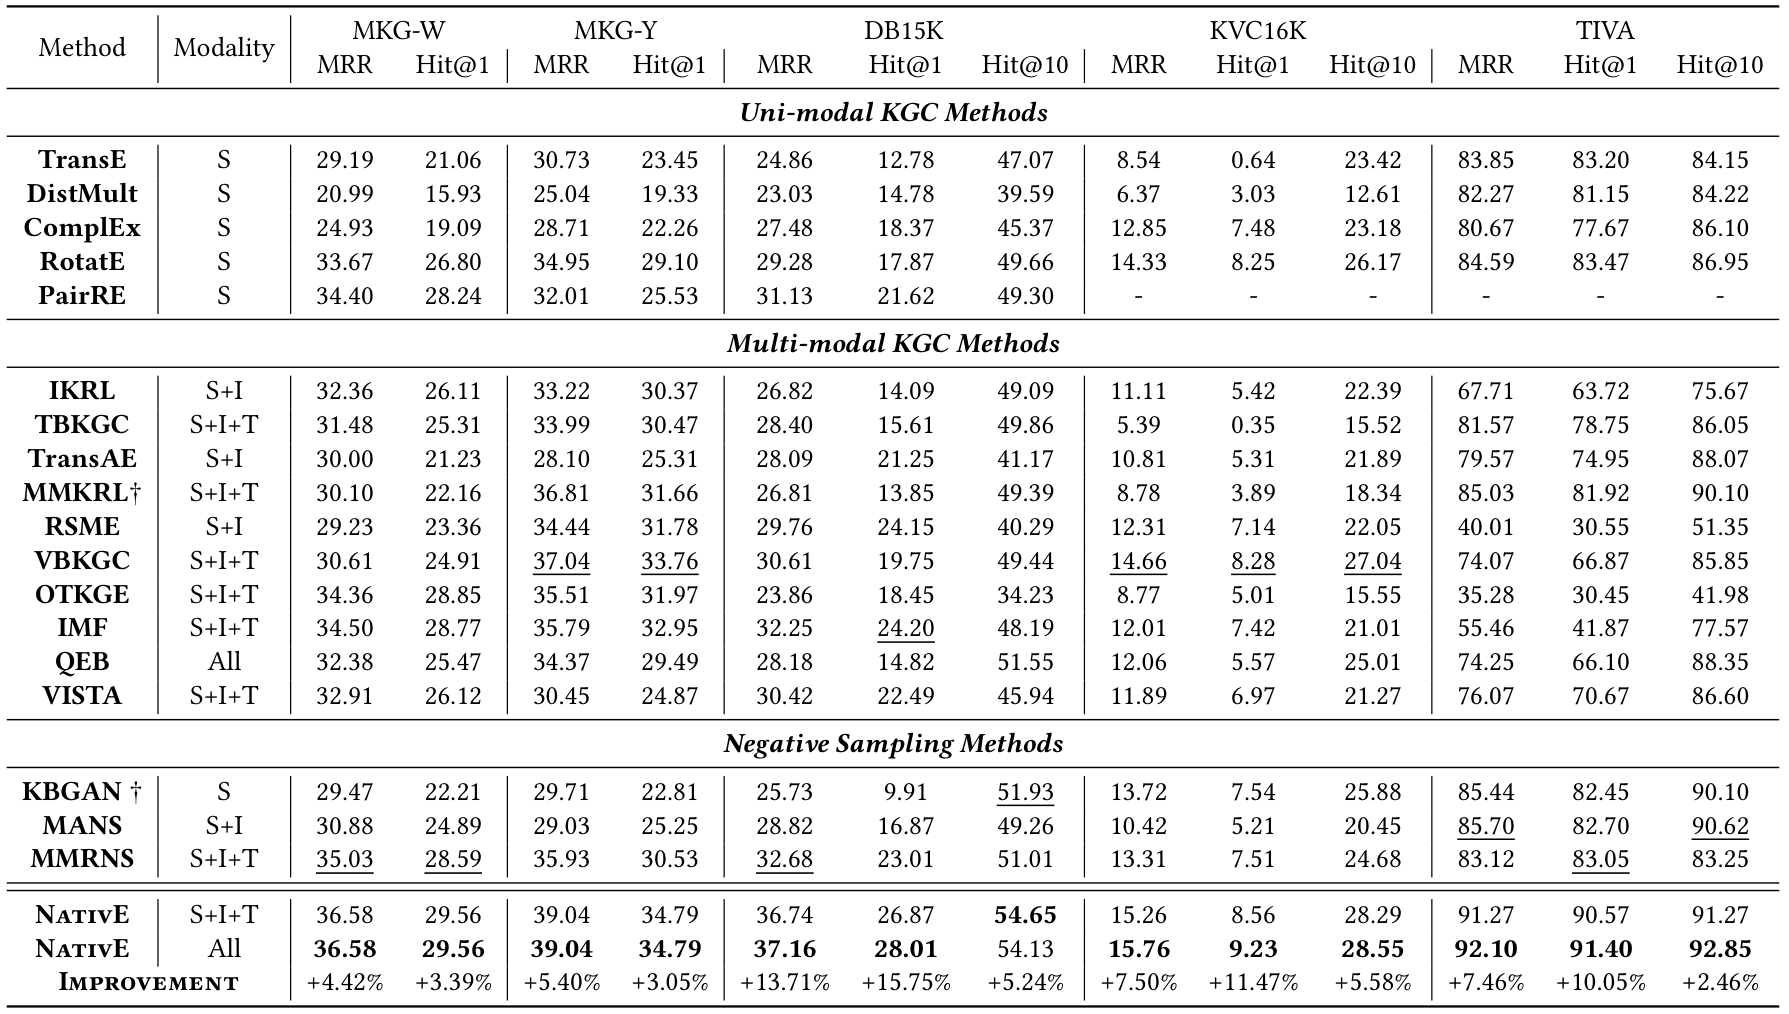 Method Modality MKG-W MKG-Y DB15K KVC16K TIVA
MRR Hit@1 MRR Hit@1 MRR Hit@1 Hit@10 MRR Hit@1 Hit@10 MRR Hit@1 Hit@10
Uni-modal KGC Methods
TransE S 29.19 21.06 30.73 23.45 24.86 12.78 47.07 8.54 0.64 23.42 83.85 83.20 84.15
DistMult S 20.99 15.93 25.04 19.33 23.03 14.78 39.59 6.37 3.03 12.61 82.27 81.15 84.22
ComplEx S 24.93 19.09 28.71 22.26 27.48 18.37 45.37 12.85 7.48 23.18 80.67 77.67 86.10
RotatE S 33.67 26.80 34.95 29.10 29.28 17.87 49.66 14.33 8.25 26.17 84.59 83.47 86.95
PairRE S 34.40 28.24 32.01 25.53 31.13 21.62 49.30 - - - - - -
Multi-modal KGC Methods
IKRL S+I 32.36 26.11 33.22 30.37 26.82 14.09 49.09 11.11 5.42 22.39 67.71 63.72 75.67
TBKGC S+I+T 31.48 25.31 33.99 30.47 28.40 15.61 49.86 5.39 0.35 15.52 81.57 78.75 86.05
TransAE S+I 30.00 21.23 28.10 25.31 28.09 21.25 41.17 10.81 5.31 21.89 79.57 74.95 88.07
MMKRL† S+I+T 30.10 22.16 36.81 31.66 26.81 13.85 49.39 8.78 3.89 18.34 85.03 81.92 90.10
RSME S+I 29.23 23.36 34.44 31.78 29.76 24.15 40.29 12.31 7.14 22.05 40.01 30.55 51.35
VBKGC S+I+T 30.61 24.91 37.04 33.76 30.61 19.75 49.44 14.66 8.28 27.04 74.07 66.87 85.85
OTKGE S+I+T 34.36 28.85 35.51 31.97 23.86 18.45 34.23 8.77 5.01 15.55 35.28 30.45 41.98
IMF S+I+T 34.50 28.77 35.79 32.95 32.25 24.20 48.19 12.01 7.42 21.01 55.46 41.87 77.57
QEB All 32.38 25.47 34.37 29.49 28.18 14.82 51.55 12.06 5.57 25.01 74.25 66.10 88.35
VISTA S+I+T 32.91 26.12 30.45 24.87 30.42 22.49 45.94 11.89 6.97 21.27 76.07 70.67 86.60
Negative Sampling Methods
KBGAN † S 29.47 22.21 29.71 22.81 25.73 9.91 51.93 13.72 7.54 25.88 85.44 82.45 90.10
MANS S+I 30.88 24.89 29.03 25.25 28.82 16.87 49.26 10.42 5.21 20.45 85.70 82.70 90.62
MMRNS S+I+T 35.03 28.59 35.93 30.53 32.68 23.01 51.01 13.31 7.51 24.68 83.12 83.05 83.25
NativE S+I+T 36.58 29.56 39.04 34.79 36.74 26.87 54.65 15.26 8.56 28.29 91.27 90.57 91.27
NativE All 36.58 29.56 39.04 34.79 37.16 28.01 54.13 15.76 9.23 28.55 92.10 91.40 92.85
Improvement +4.42% +3.39% +5.40% +3.05% +13.71% +15.75% +5.24% +7.50% +11.47% +5.58% +7.46% +10.05% +2.46%